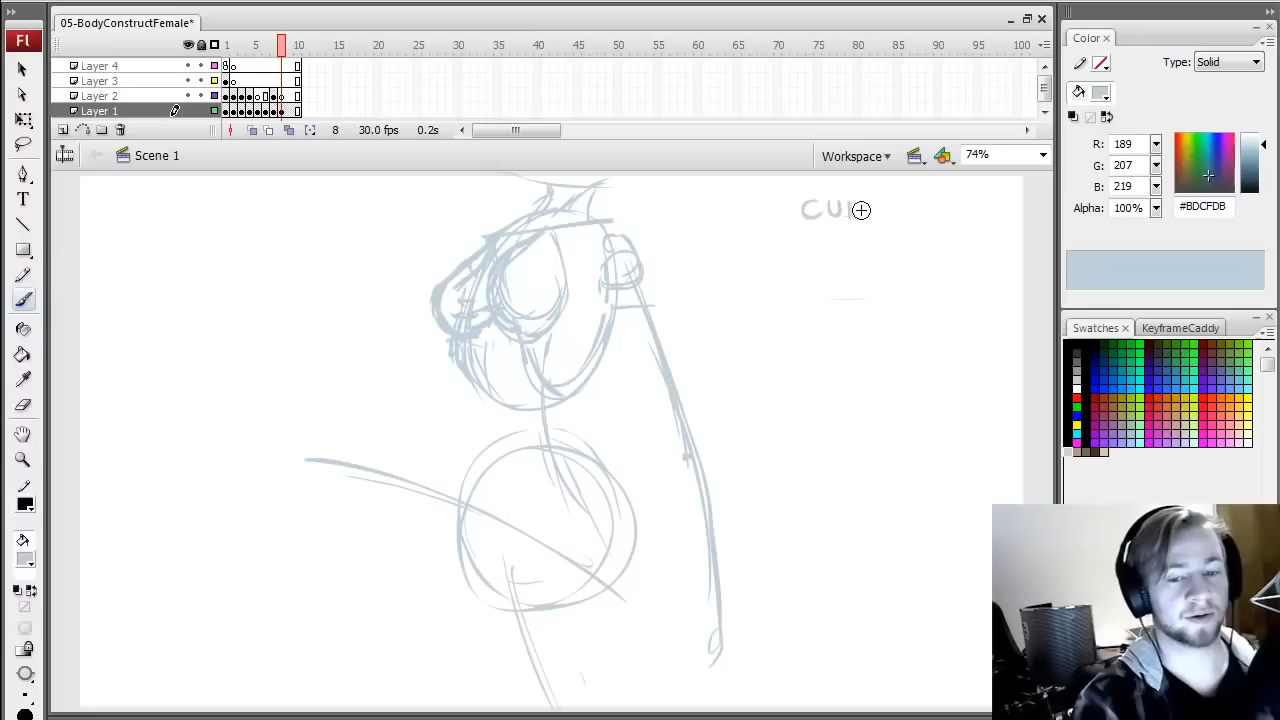 05-BodyConstructFemale*
Fl
1 5 10 15 20 25 30 35 40 45 50 55 60 65 70 75 80 85 90 95 100
Layer 4
Layer 3
Layer 2
Layer 1
8 30.0 fps 0.2s
Scene 1
Workspace
74%
cur
Color
Type: Solid
R: 189
G: 207
B: 219
Alpha: 100%
#BDCFDB
Swatches KeyframeCaddy
T